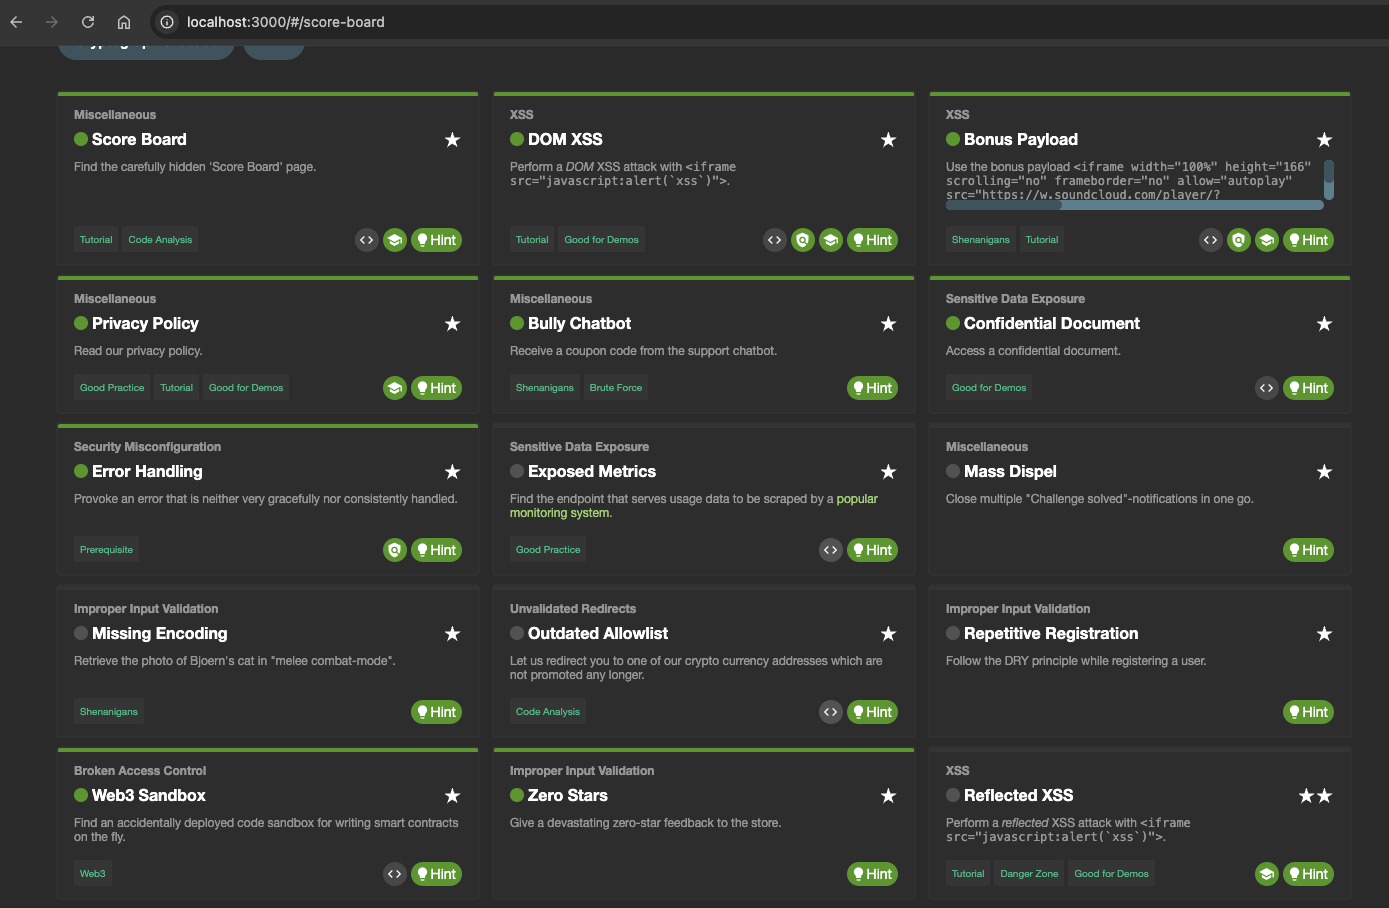 localhost:3000/#/score-board
Miscellaneous
Score Board
Find the carefully hidden 'Score Board' page.
Tutorial
Code Analysis
Hint
XSS
DOM XSS
Perform a DOM XSS attack with <iframe
src="javascript:alert(`xss`)">.
Tutorial
Good for Demos
Hint
XSS
Bonus Payload
Use the bonus payload <iframe width="100%" height="166"
scrolling="no" frameborder="no" allow="autoplay"
src="https://w.soundcloud.com/player/?
Shenanigans
Tutorial
Hint
Miscellaneous
Privacy Policy
Read our privacy policy.
Good Practice
Tutorial
Good for Demos
Hint
Miscellaneous
Bully Chatbot
Receive a coupon code from the support chatbot.
Shenanigans
Brute Force
Hint
Sensitive Data Exposure
Confidential Document
Access a confidential document.
Good for Demos
Hint
Security Misconfiguration
Error Handling
Provoke an error that is neither very gracefully nor consistently handled.
Prerequisite
Hint
Sensitive Data Exposure
Exposed Metrics
Find the endpoint that serves usage data to be scraped by a popular
monitoring system.
Good Practice
Hint
Miscellaneous
Mass Dispel
Close multiple "Challenge solved"-notifications in one go.
Hint
Improper Input Validation
Missing Encoding
Retrieve the photo of Bjoern's cat in "melee combat-mode".
Shenanigans
Hint
Unvalidated Redirects
Outdated Allowlist
Let us redirect you to one of our crypto currency addresses which are
not promoted any longer.
Code Analysis
Hint
Improper Input Validation
Repetitive Registration
Follow the DRY principle while registering a user.
Hint
Broken Access Control
Web3 Sandbox
Find an accidentally deployed code sandbox for writing smart contracts
on the fly.
Web3
Hint
Improper Input Validation
Zero Stars
Give a devastating zero-star feedback to the store.
Hint
XSS
Reflected XSS
Perform a reflected XSS attack with <iframe
src="javascript:alert(`xss`)">.
Tutorial
Danger Zone
Good for Demos
Hint